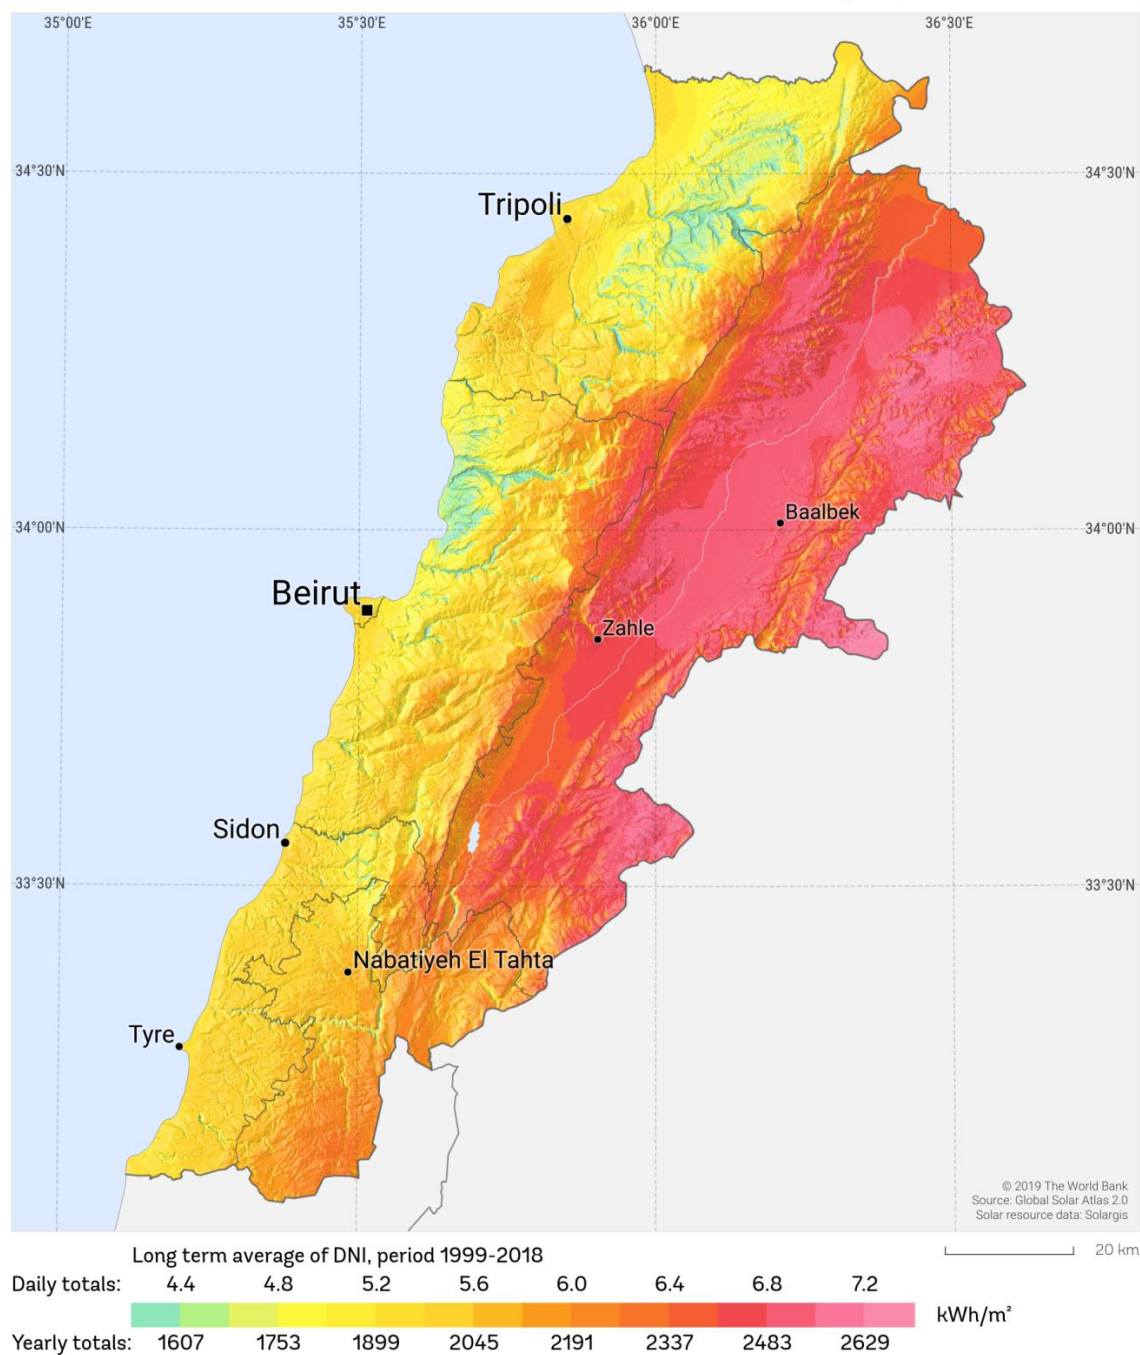 35°00'E 35°30'E 36°00'E 36°30'E
34°30'N 34°30'N
Tripoli
34°00'N 34°00'N
Baalbek
Beirut
Zahle
Sidon
33°30'N 33°30'N
Nabatiyeh El Tahta
Tyre
© 2019 The World Bank
Source: Global Solar Atlas 2.0
Solar resource data: Solargis
Long term average of DNI, period 1999-2018
20 km
Daily totals: 4.4 4.8 5.2 5.6 6.0 6.4 6.8 7.2
kWh/m²
Yearly totals: 1607 1753 1899 2045 2191 2337 2483 2629